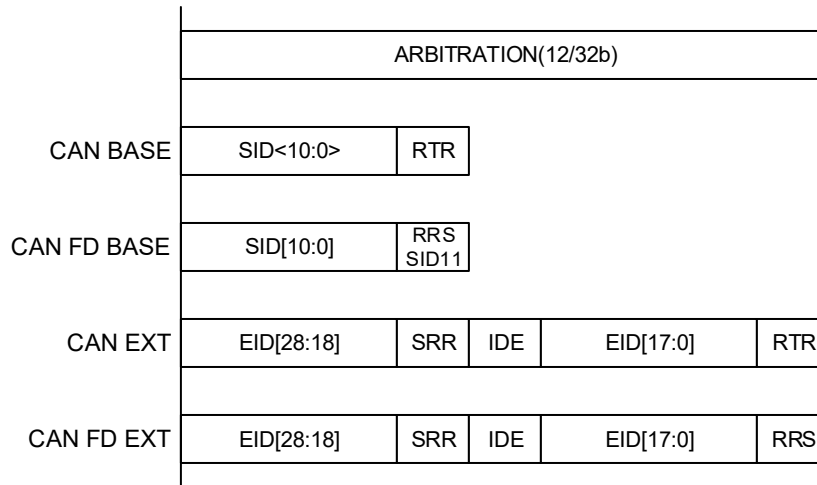 ARBITRATION(12/32b)
CAN BASE SID<10:0> RTR
CAN FD BASE SID[10:0] RRS
SID11
CAN EXT EID[28:18] SRR IDE EID[17:0] RTR
CAN FD EXT EID[28:18] SRR IDE EID[17:0] RRS